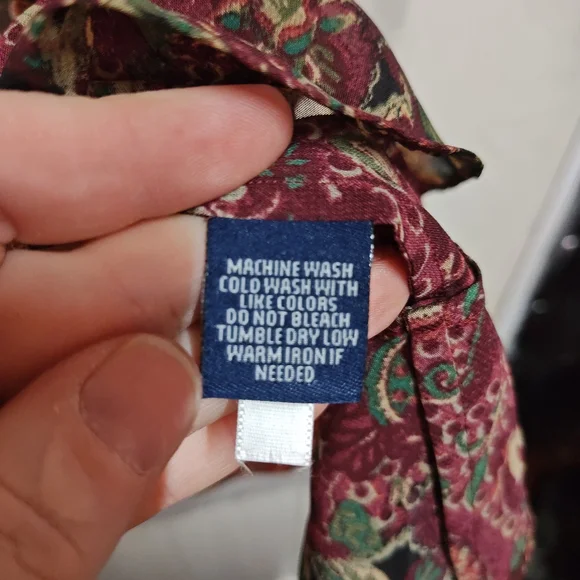 MACHINE WASH
COLD WASH WITH
LIKE COLORS
DO NOT BLEACH
TUMBLE DRY LOW
WARM IRON IF
NEEDED